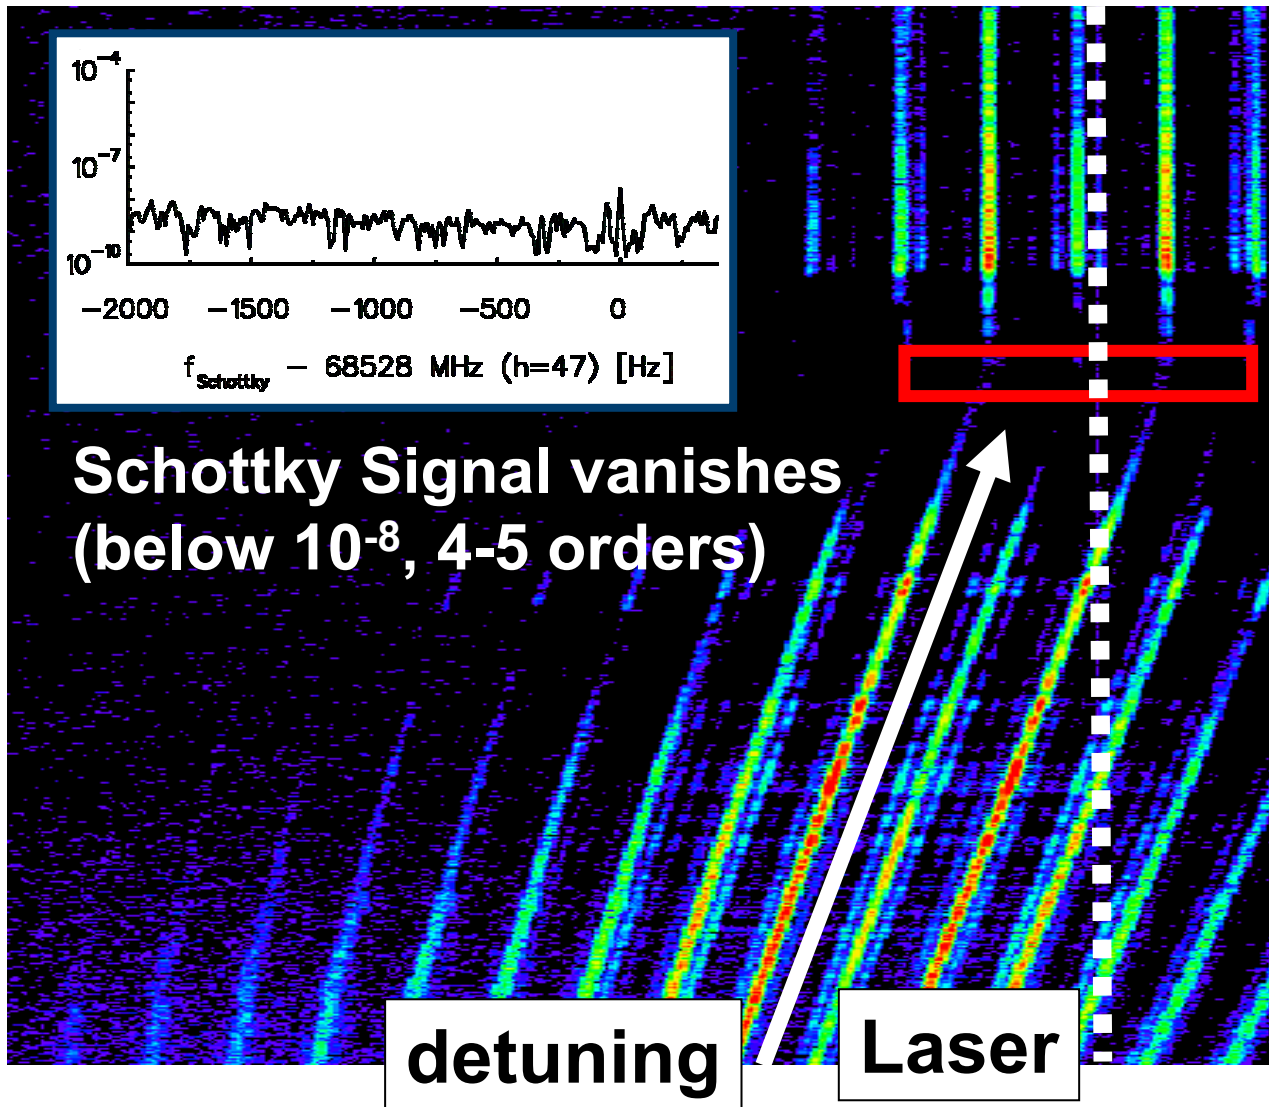 10⁻⁴
10⁻⁷
10⁻¹⁰
−2000 −1500 −1000 −500 0
f_Schottky − 68528 MHz (h=47) [Hz]
Schottky Signal vanishes
(below 10⁻⁸, 4-5 orders)
detuning
Laser